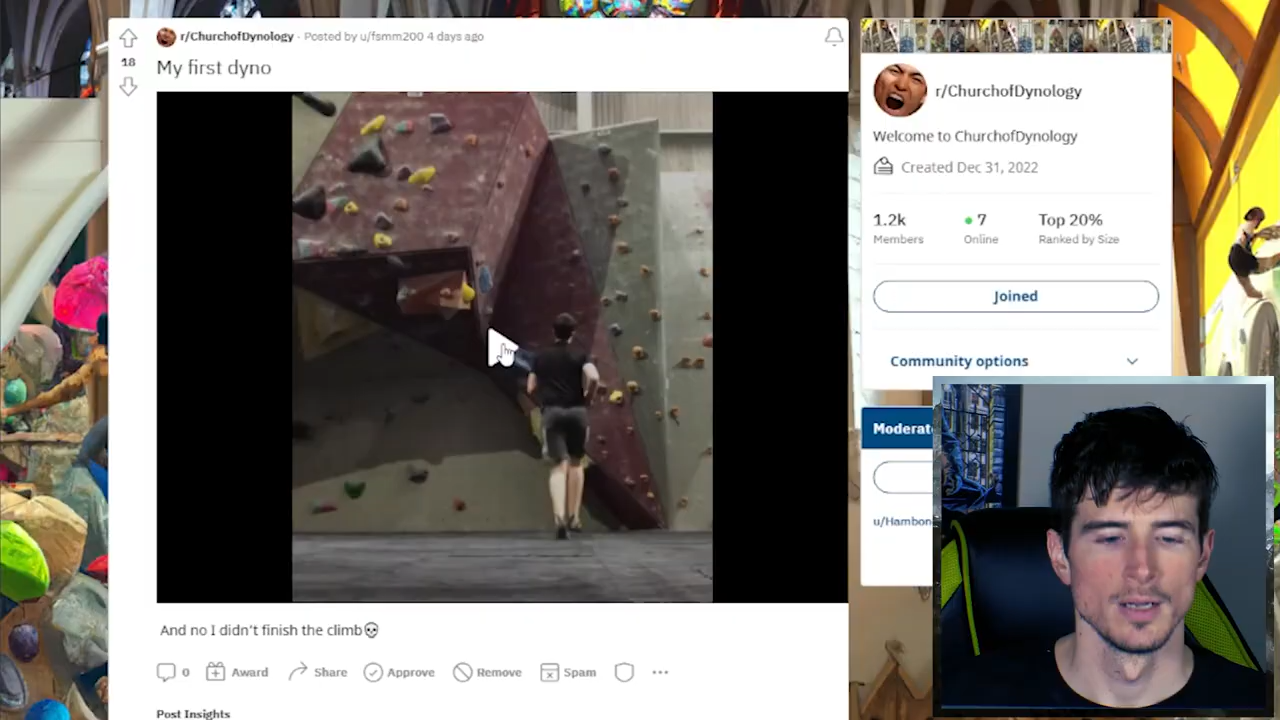 r/ChurchofDynology · Posted by u/fsmm200 4 days ago
18
My first dyno
And no I didn't finish the climb💀
0 Award Share Approve Remove Spam
Post Insights
r/ChurchofDynology
Welcome to ChurchofDynology
Created Dec 31, 2022
1.2k 7 Top 20%
Members Online Ranked by Size
Joined
Community options
Moderat
u/Hambon